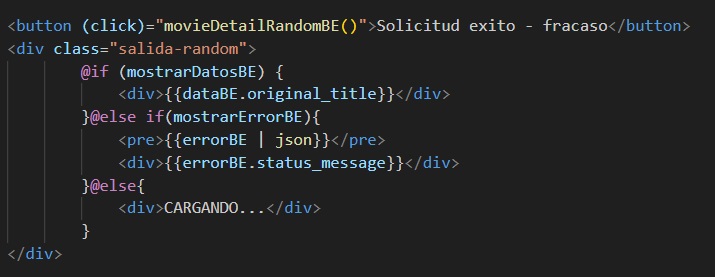 <button (click)="movieDetailRandomBE()">Solicitud exito - fracaso</button>
<div class="salida-random">
@if (mostrarDatosBE) {
<div>{{dataBE.original_title}}</div>
}@else if(mostrarErrorBE){
<pre>{{errorBE | json}}</pre>
<div>{{errorBE.status_message}}</div>
}@else{
<div>CARGANDO...</div>
}
</div>